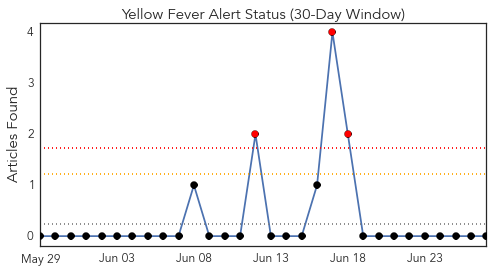 Yellow Fever Alert Status (30-Day Window)
Articles Found
4
3
2
1
0
May 29
Jun 03
Jun 08
Jun 13
Jun 18
Jun 23